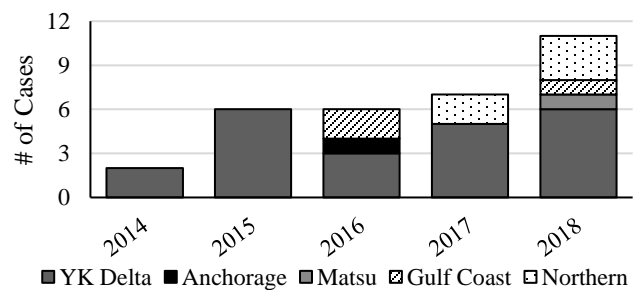 12
9
6
3
0
# of Cases
2014 2015 2016 2017 2018
YK Delta Anchorage Matsu Gulf Coast Northern